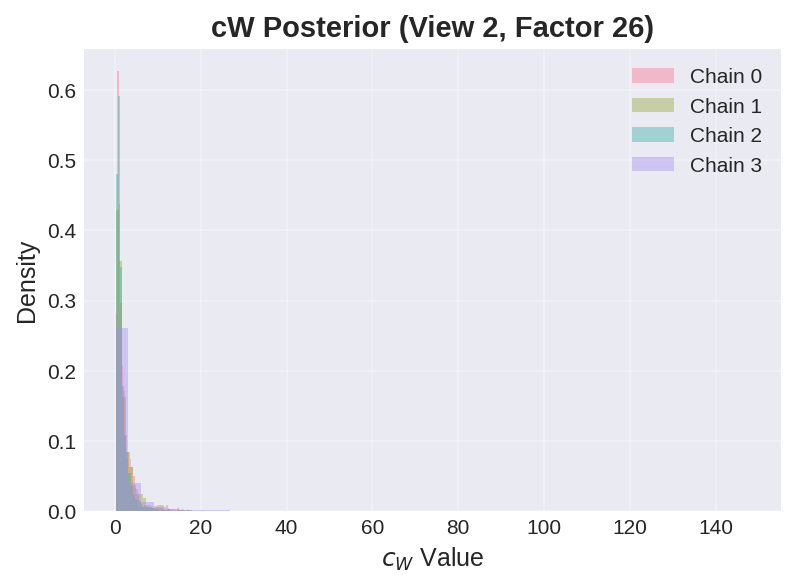 cW Posterior (View 2, Factor 26)
Chain 0
Chain 1
Chain 2
Chain 3
Density
0.6
0.5
0.4
0.3
0.2
0.1
0.0
0 20 40 60 80 100 120 140
c_W Value